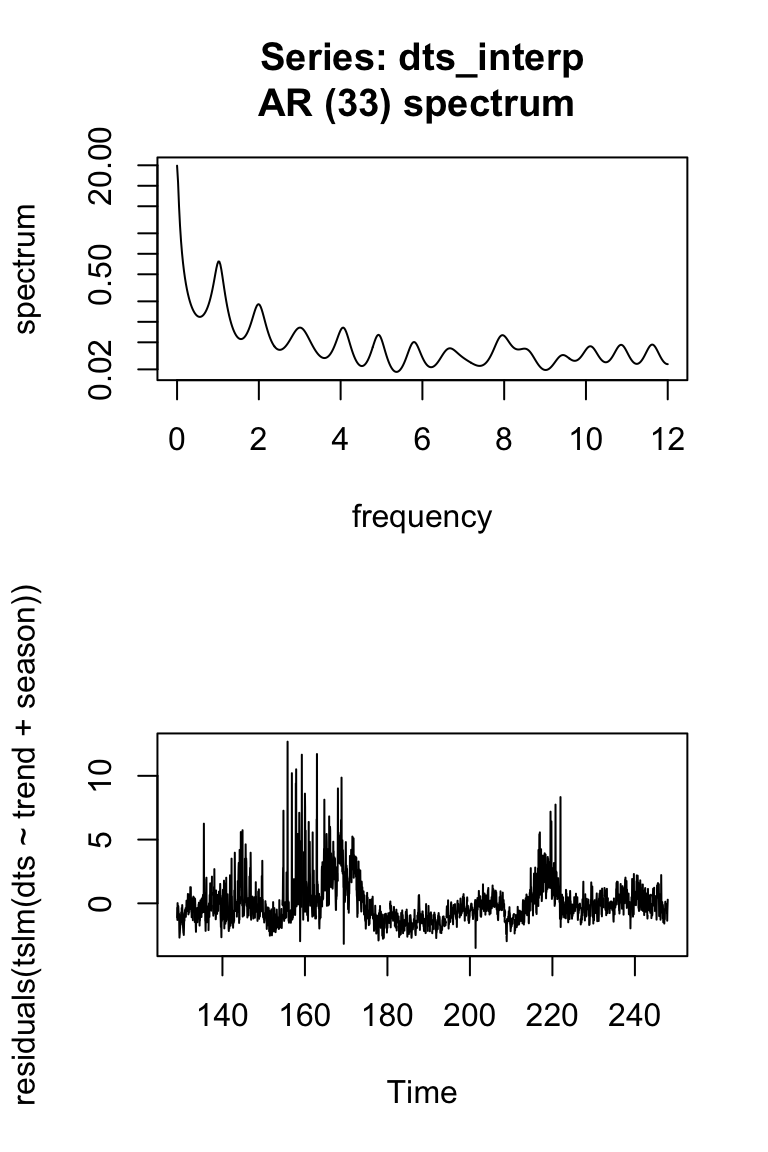 Series: dts_interp
AR (33) spectrum
spectrum
20.00
0.50
0.02
0 2 4 6 8 10 12
frequency
residuals(tslm(dts ~ trend + season))
10
5
0
140 160 180 200 220 240
Time